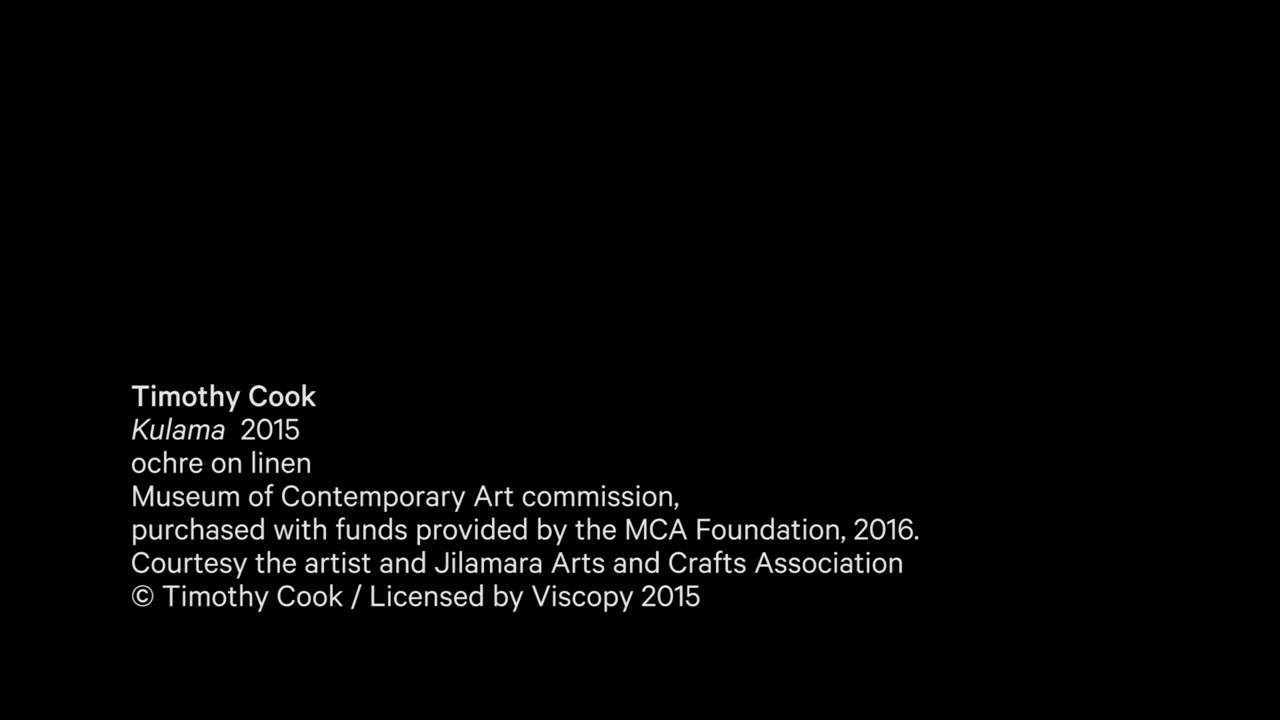 Timothy Cook
Kulama 2015
ochre on linen
Museum of Contemporary Art commission,
purchased with funds provided by the MCA Foundation, 2016.
Courtesy the artist and Jilamara Arts and Crafts Association
© Timothy Cook / Licensed by Viscopy 2015